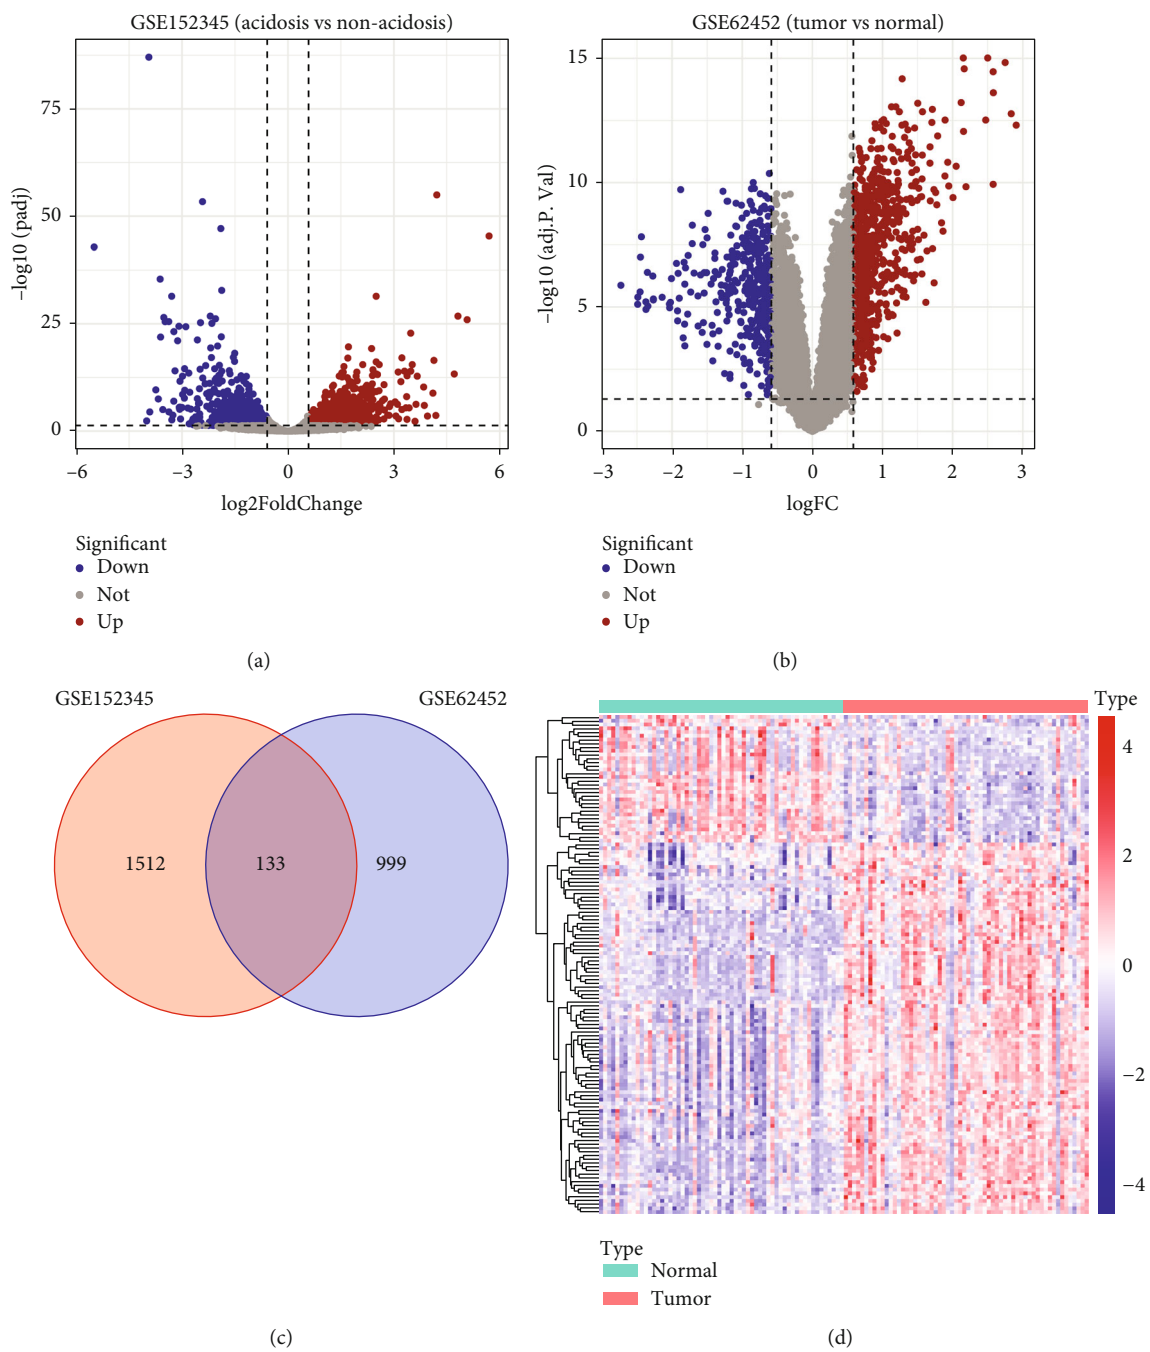 GSE152345 (acidosis vs non-acidosis)
−log10 (padj)
75
50
25
0
−6 −3 0 3 6
log2FoldChange
Significant
Down
Not
Up
(a)
GSE62452 (tumor vs normal)
−log10 (adj.P. Val)
15
10
5
0
−3 −2 −1 0 1 2 3
logFC
Significant
Down
Not
Up
(b)
GSE152345 GSE62452
1512 133 999
(c)
Type
4
2
0
−2
−4
Type
Normal
Tumor
(d)